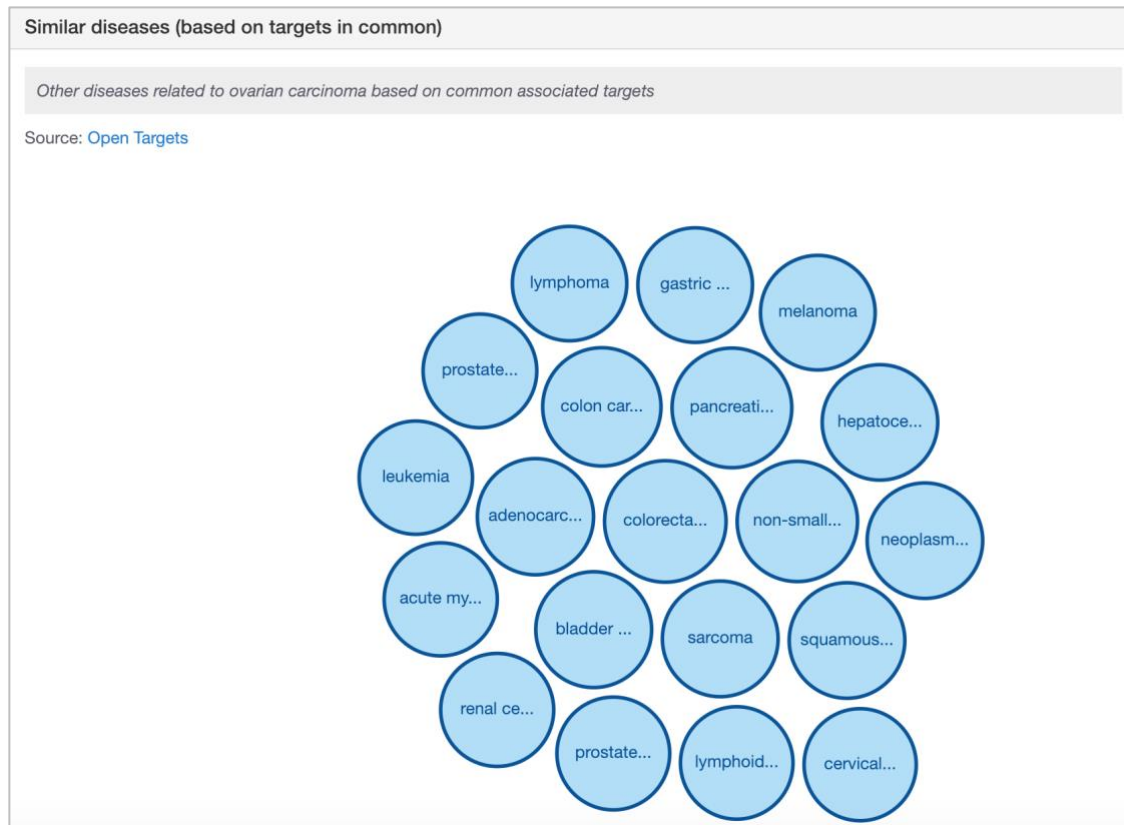 Similar diseases (based on targets in common)
Other diseases related to ovarian carcinoma based on common associated targets
Source: Open Targets
lymphoma
gastric ...
melanoma
prostate...
colon car...
pancreati...
hepatoce...
leukemia
adenocarc...
colorecta...
non-small...
neoplasm...
acute my...
bladder ...
sarcoma
squamous...
renal ce...
prostate...
lymphoid...
cervical...